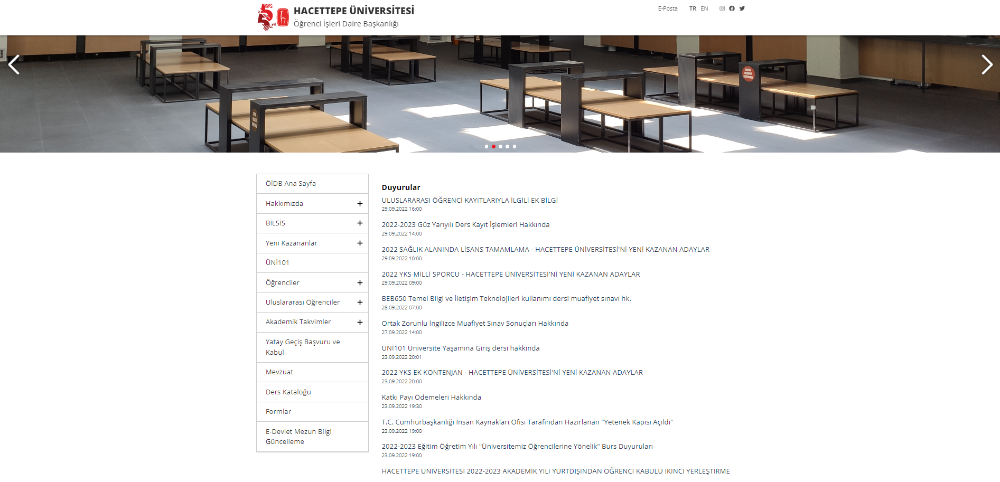 HACETTEPE ÜNİVERSİTESİ
Öğrenci İşleri Daire Başkanlığı
E-Posta TR EN
ÖİDB Ana Sayfa
Hakkımızda
BİLSİS
Yeni Kazananlar
ÜNİ101
Öğrenciler
Uluslararası Öğrenciler
Akademik Takvimler
Yatay Geçiş Başvuru ve
Kabul
Mevzuat
Ders Kataloğu
Formlar
E-Devlet Mezun Bilgi
Güncelleme
Duyurular
ULUSLARARASI ÖĞRENCİ KAYITLARIYLA İLGİLİ EK BİLGİ
29.09.2022 16:00
2022-2023 Güz Yarıyılı Ders Kayıt İşlemleri Hakkında
29.09.2022 14:00
2022 SAĞLIK ALANINDA LİSANS TAMAMLAMA - HACETTEPE ÜNİVERSİTESİ'Nİ YENİ KAZANAN ADAYLAR
29.09.2022 10:00
2022 YKS MİLLİ SPORCU - HACETTEPE ÜNİVERSİTESİ'Nİ YENİ KAZANAN ADAYLAR
29.09.2022 09:00
BEB650 Temel Bilgi ve İletişim Teknolojileri kullanımı dersi muafiyet sınavı hk.
28.09.2022 07:00
Ortak Zorunlu İngilizce Muafiyet Sınav Sonuçları Hakkında
27.09.2022 14:00
ÜNİ101 Üniversite Yaşamına Giriş dersi hakkında
23.09.2022 20:01
2022 YKS EK KONTENJAN - HACETTEPE ÜNİVERSİTESİ'Nİ YENİ KAZANAN ADAYLAR
23.09.2022 20:00
Katkı Payı Ödemeleri Hakkında
23.09.2022 19:30
T.C. Cumhurbaşkanlığı İnsan Kaynakları Ofisi Tarafından Hazırlanan "Yetenek Kapısı Açıldı"
23.09.2022 19:00
2022-2023 Eğitim Öğretim Yılı "Üniversitemiz Öğrencilerine Yönelik" Burs Duyuruları
23.09.2022 19:00
HACETTEPE ÜNİVERSİTESİ 2022-2023 AKADEMİK YILI YURTDIŞINDAN ÖĞRENCİ KABULÜ İKİNCİ YERLEŞTİRME